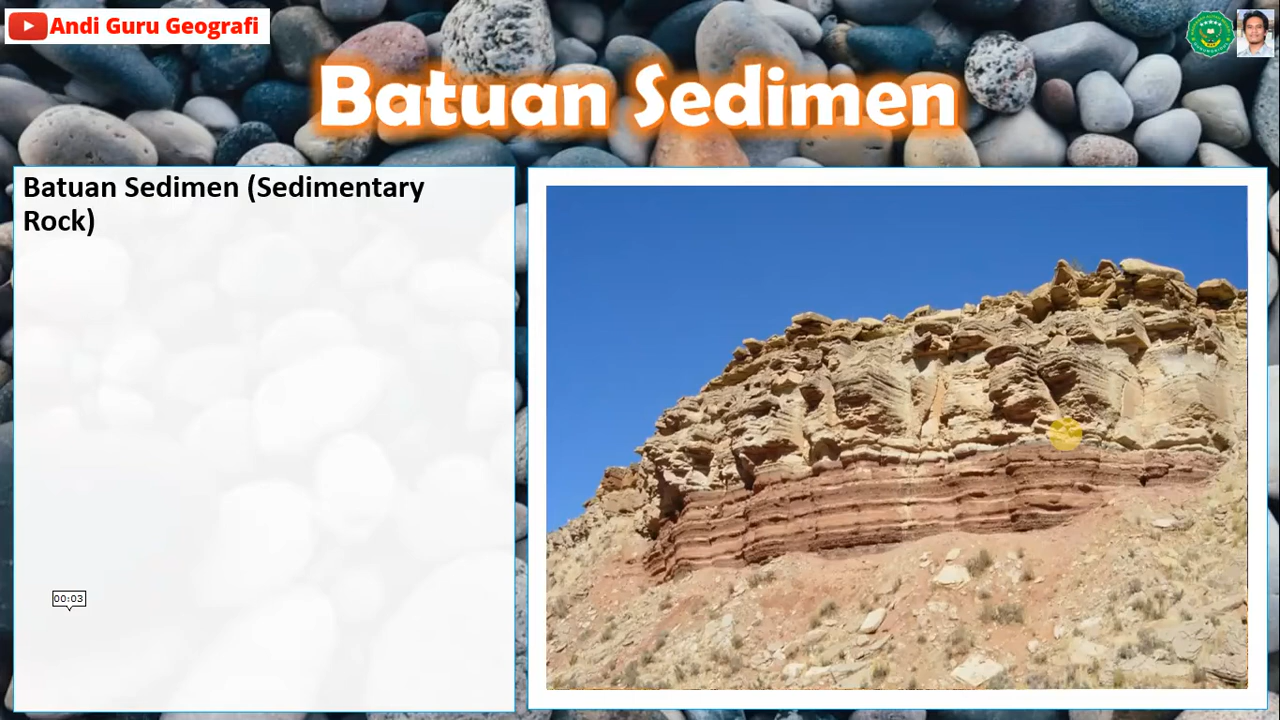 Andi Guru Geografi
Batuan Sedimen
Batuan Sedimen (Sedimentary
Rock)
00:03